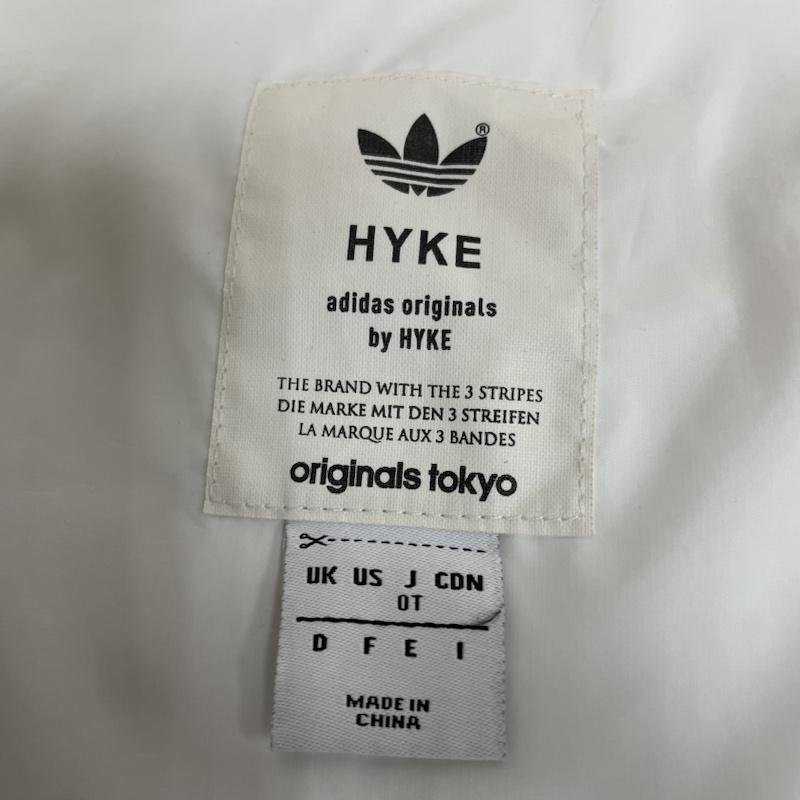 ®
HYKE
adidas originals
by HYKE
THE BRAND WITH THE 3 STRIPES
DIE MARKE MIT DEN 3 STREIFEN
LA MARQUE AUX 3 BANDES
originals tokyo
UK US J CDN
OT
D F E I
MADE IN
CHINA